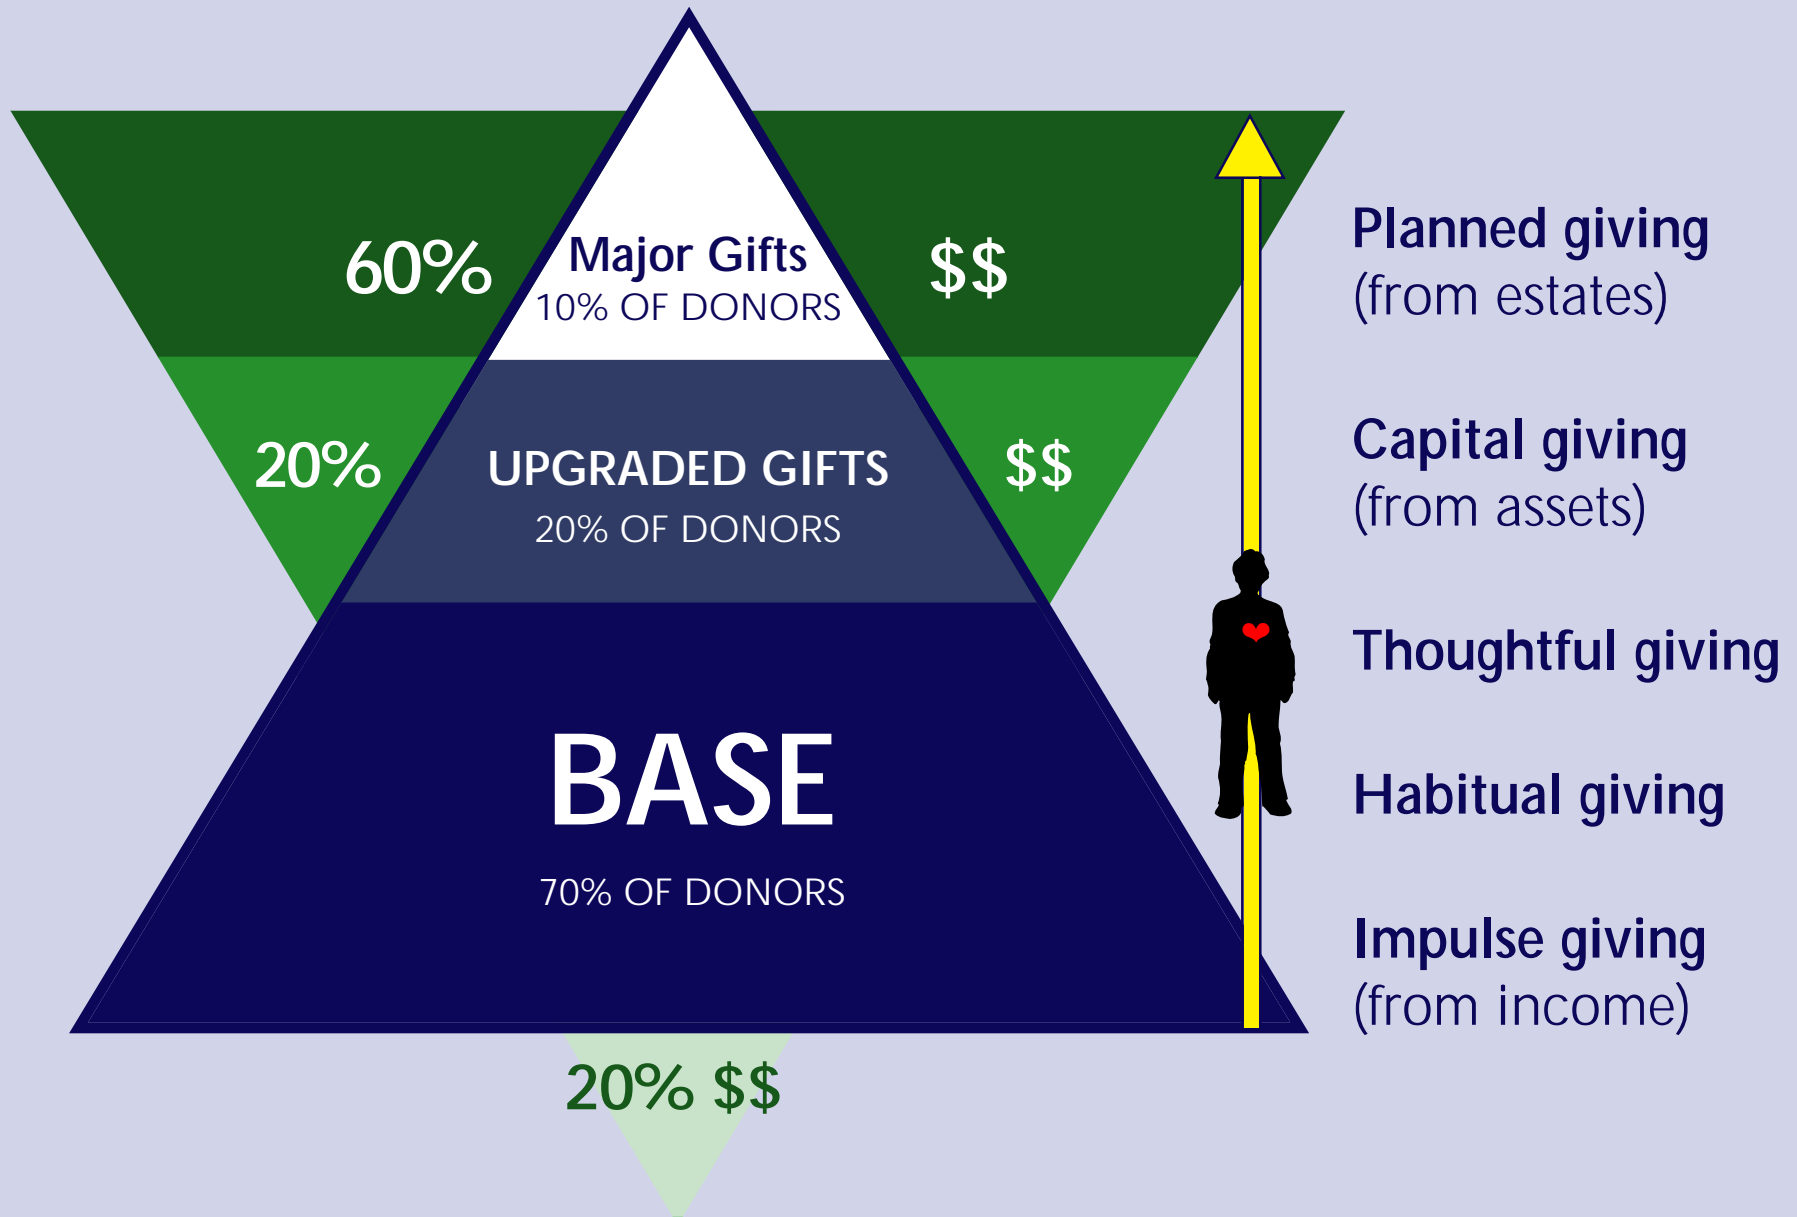 60%
Major Gifts
10% OF DONORS
$$
20%
UPGRADED GIFTS
20% OF DONORS
$$
BASE
70% OF DONORS
20% $$
Planned giving
(from estates)
Capital giving
(from assets)
Thoughtful giving
Habitual giving
Impulse giving
(from income)